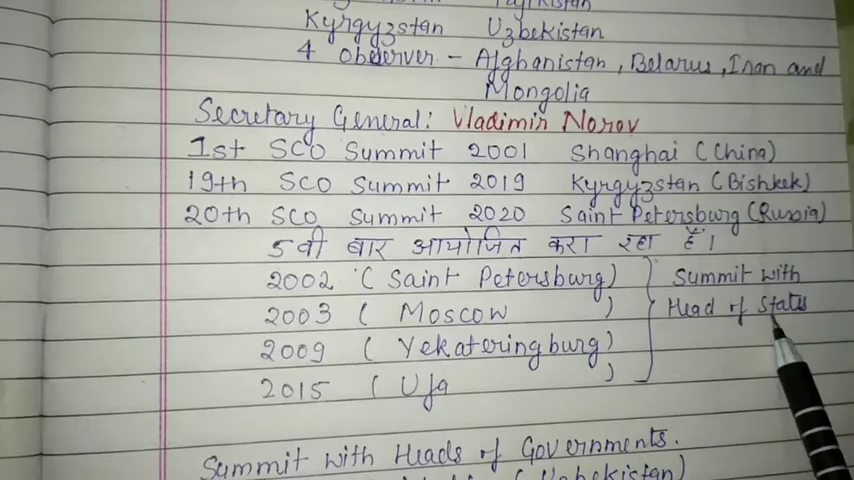 Kyrgyzstan Uzbekistan
4 Observer - Afghanistan, Belarus, Iran and
Mongolia
Secretary General: Vladimir Norov
1st SCO Summit 2001 Shanghai (China)
19th SCO Summit 2019 Kyrgyzstan (Bishkek)
20th SCO Summit 2020 Saint Petersburg (Russia)
5वी बार आयोजित करा रहा है।
2002 (Saint Petersburg) Summit with
2003 (Moscow) Head of States
2009 (Yekateringburg)
2015 (Ufa)
Summit with Heads of Governments.
(Uzbekistan)